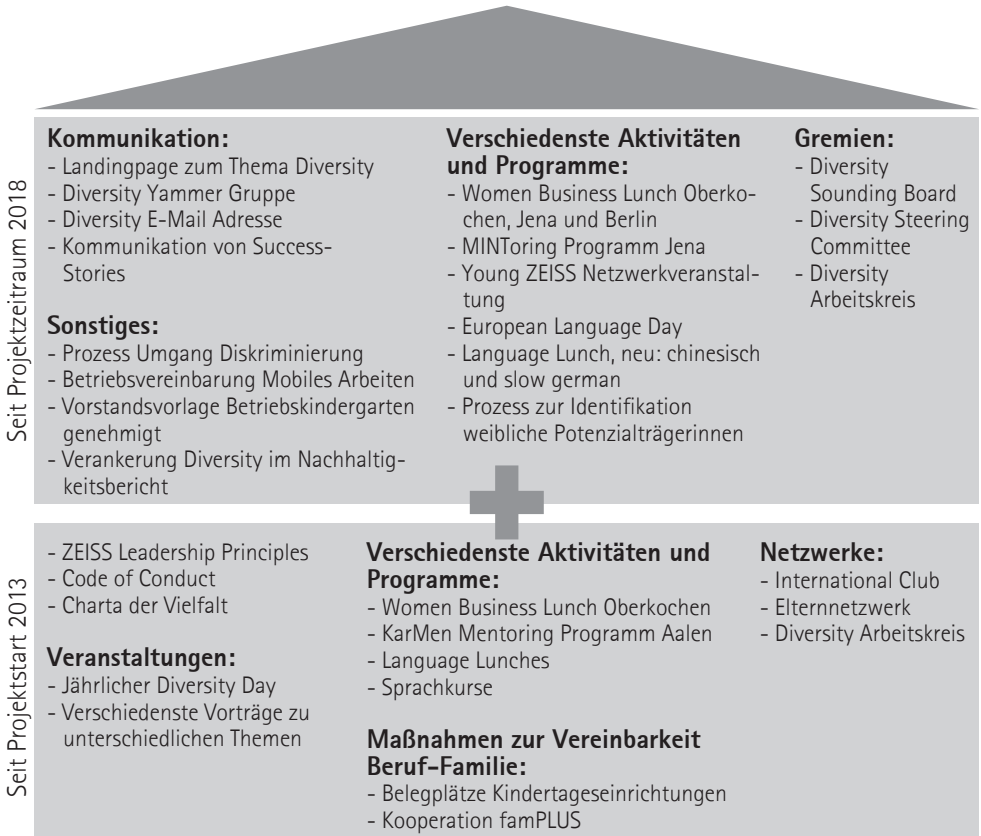 Seit Projektzeitraum 2018
Kommunikation:
- Landingpage zum Thema Diversity
- Diversity Yammer Gruppe
- Diversity E-Mail Adresse
- Kommunikation von Success-
Stories
Sonstiges:
- Prozess Umgang Diskriminierung
- Betriebsvereinbarung Mobiles Arbeiten
- Vorstandsvorlage Betriebskindergarten
genehmigt
- Verankerung Diversity im Nachhaltig-
keitsbericht
Verschiedenste Aktivitäten
und Programme:
- Women Business Lunch Oberko-
chen, Jena und Berlin
- MINToring Programm Jena
- Young ZEISS Netzwerkveranstal-
tung
- European Language Day
- Language Lunch, neu: chinesisch
und slow german
- Prozess zur Identifikation
weibliche Potenzialträgerinnen
Gremien:
- Diversity
Sounding Board
- Diversity Steering
Committee
- Diversity
Arbeitskreis
Seit Projektstart 2013
- ZEISS Leadership Principles
- Code of Conduct
- Charta der Vielfalt
Veranstaltungen:
- Jährlicher Diversity Day
- Verschiedenste Vorträge zu
unterschiedlichen Themen
Verschiedenste Aktivitäten und
Programme:
- Women Business Lunch Oberkochen
- KarMen Mentoring Programm Aalen
- Language Lunches
- Sprachkurse
Maßnahmen zur Vereinbarkeit
Beruf-Familie:
- Belegplätze Kindertageseinrichtungen
- Kooperation famPLUS
Netzwerke:
- International Club
- Elternnetzwerk
- Diversity Arbeitskreis